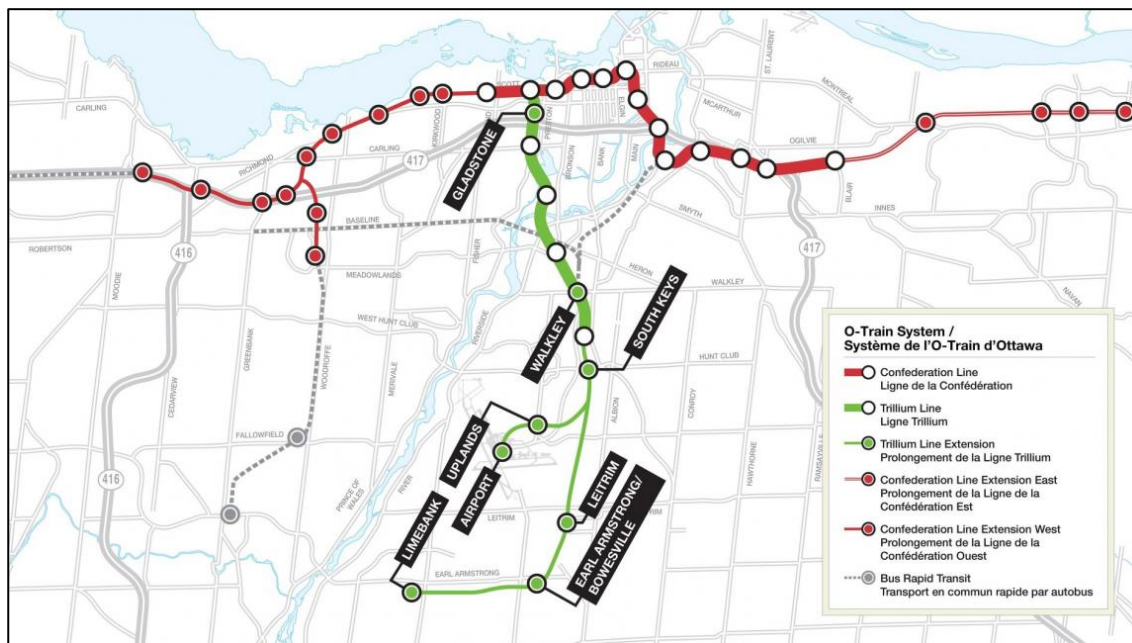 RIDEAU
ST. LAURENT
MONTREAL
SCOTT
CARLING
KIRKWOOD
PRESTON
ELGIN
MCARTHUR
OGILVIE
417
CARLING
RICHMOND
BRONSON
BANK
MAIN
BLAIR
GLADSTONE
INNES
SMYTH
BASELINE
ROBERTSON
416
FISHER
417
MOODIE
MEADOWLANDS
HERON
WALKLEY
NAVAN
SOUTH KEYS
WEST HUNT CLUB
RIVERSIDE
WALKLEY
HUNT CLUB
GREENBANK
WOODROFFE
MERIVALE
CEDARVIEW
ALBION
CONROY
UPLANDS
FALLOWFIELD
AIRPORT
HAWTHORNE
RAMSAYVILLE
416
PRINCE OF
WALES
RIVER
LIMEBANK
LEITRIM
LEITRIM
EARL ARMSTRONG/
BOWESVILLE
EARL ARMSTRONG
O-Train System /
Système de l'O-Train d'Ottawa
Confederation Line
Ligne de la Confédération
Trillium Line
Ligne Trillium
Trillium Line Extension
Prolongement de la Ligne Trillium
Confederation Line Extension East
Prolongement de la Ligne de la
Confédération Est
Confederation Line Extension West
Prolongement de la Ligne de la
Confédération Ouest
Bus Rapid Transit
Transport en commun rapide par autobus